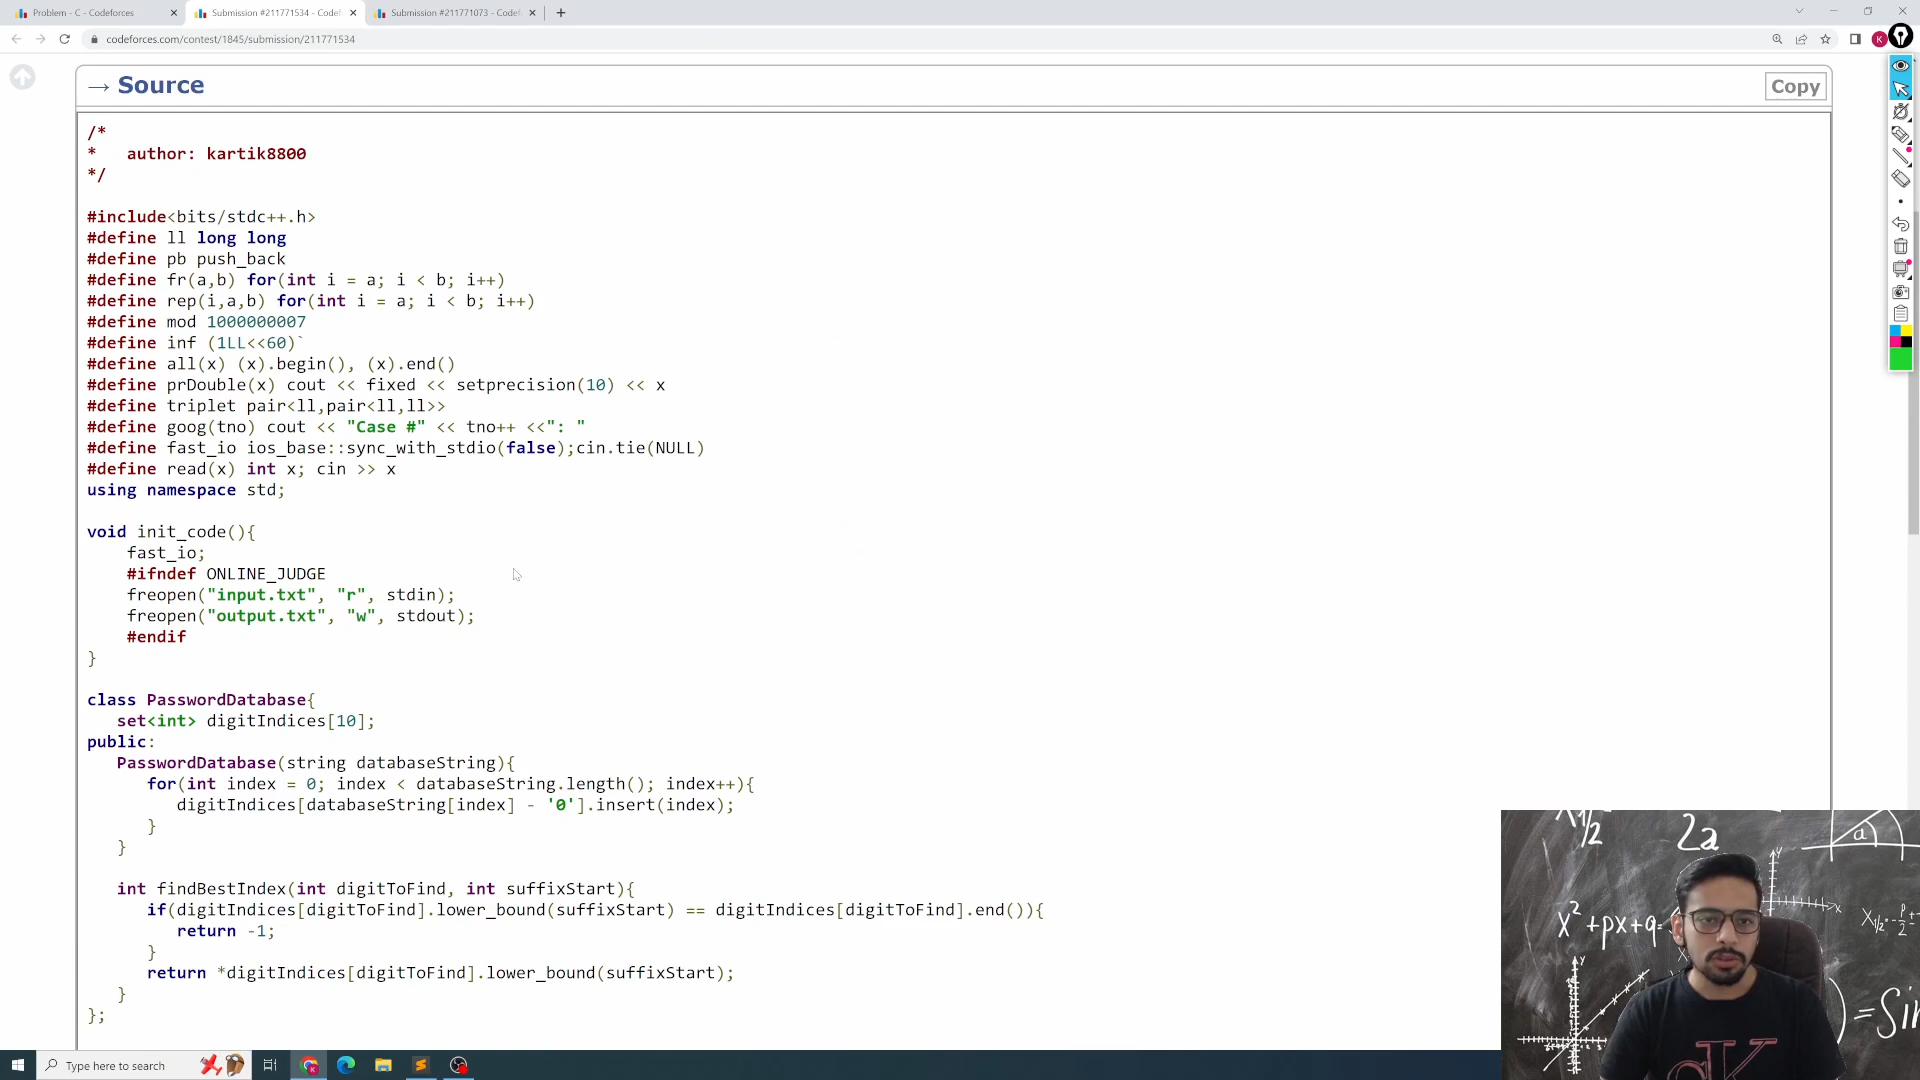 Problem - C - Codeforces
Submission #211771534 - Codef
Submission #211771073 - Codef
codeforces.com/contest/1845/submission/211771534
K
→ Source
Copy
/*
*   author: kartik8800
*/
#include<bits/stdc++.h>
#define ll long long
#define pb push_back
#define fr(a,b) for(int i = a; i < b; i++)
#define rep(i,a,b) for(int i = a; i < b; i++)
#define mod 1000000007
#define inf (1LL<<60)`
#define all(x) (x).begin(), (x).end()
#define prDouble(x) cout << fixed << setprecision(10) << x
#define triplet pair<ll,pair<ll,ll>>
#define goog(tno) cout << "Case #" << tno++ <<": "
#define fast_io ios_base::sync_with_stdio(false);cin.tie(NULL)
#define read(x) int x; cin >> x
using namespace std;
void init_code(){
    fast_io;
    #ifndef ONLINE_JUDGE
    freopen("input.txt", "r", stdin);
    freopen("output.txt", "w", stdout);
    #endif
}
class PasswordDatabase{
   set<int> digitIndices[10];
public:
   PasswordDatabase(string databaseString){
      for(int index = 0; index < databaseString.length(); index++){
         digitIndices[databaseString[index] - '0'].insert(index);
      }
   }
   int findBestIndex(int digitToFind, int suffixStart){
      if(digitIndices[digitToFind].lower_bound(suffixStart) == digitIndices[digitToFind].end()){
         return -1;
      }
      return *digitIndices[digitToFind].lower_bound(suffixStart);
   }
};
2a
a
x² + px + q =
= Sin
Type here to search